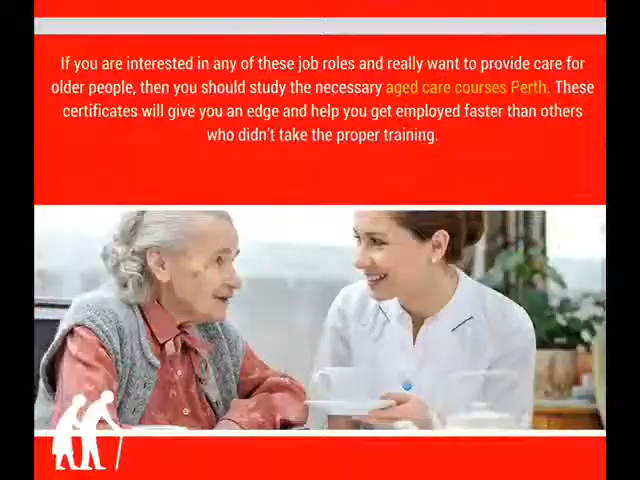 If you are interested in any of these job roles and really want to provide care for
older people, then you should study the necessary aged care courses Perth. These
certificates will give you an edge and help you get employed faster than others
who didn't take the proper training.